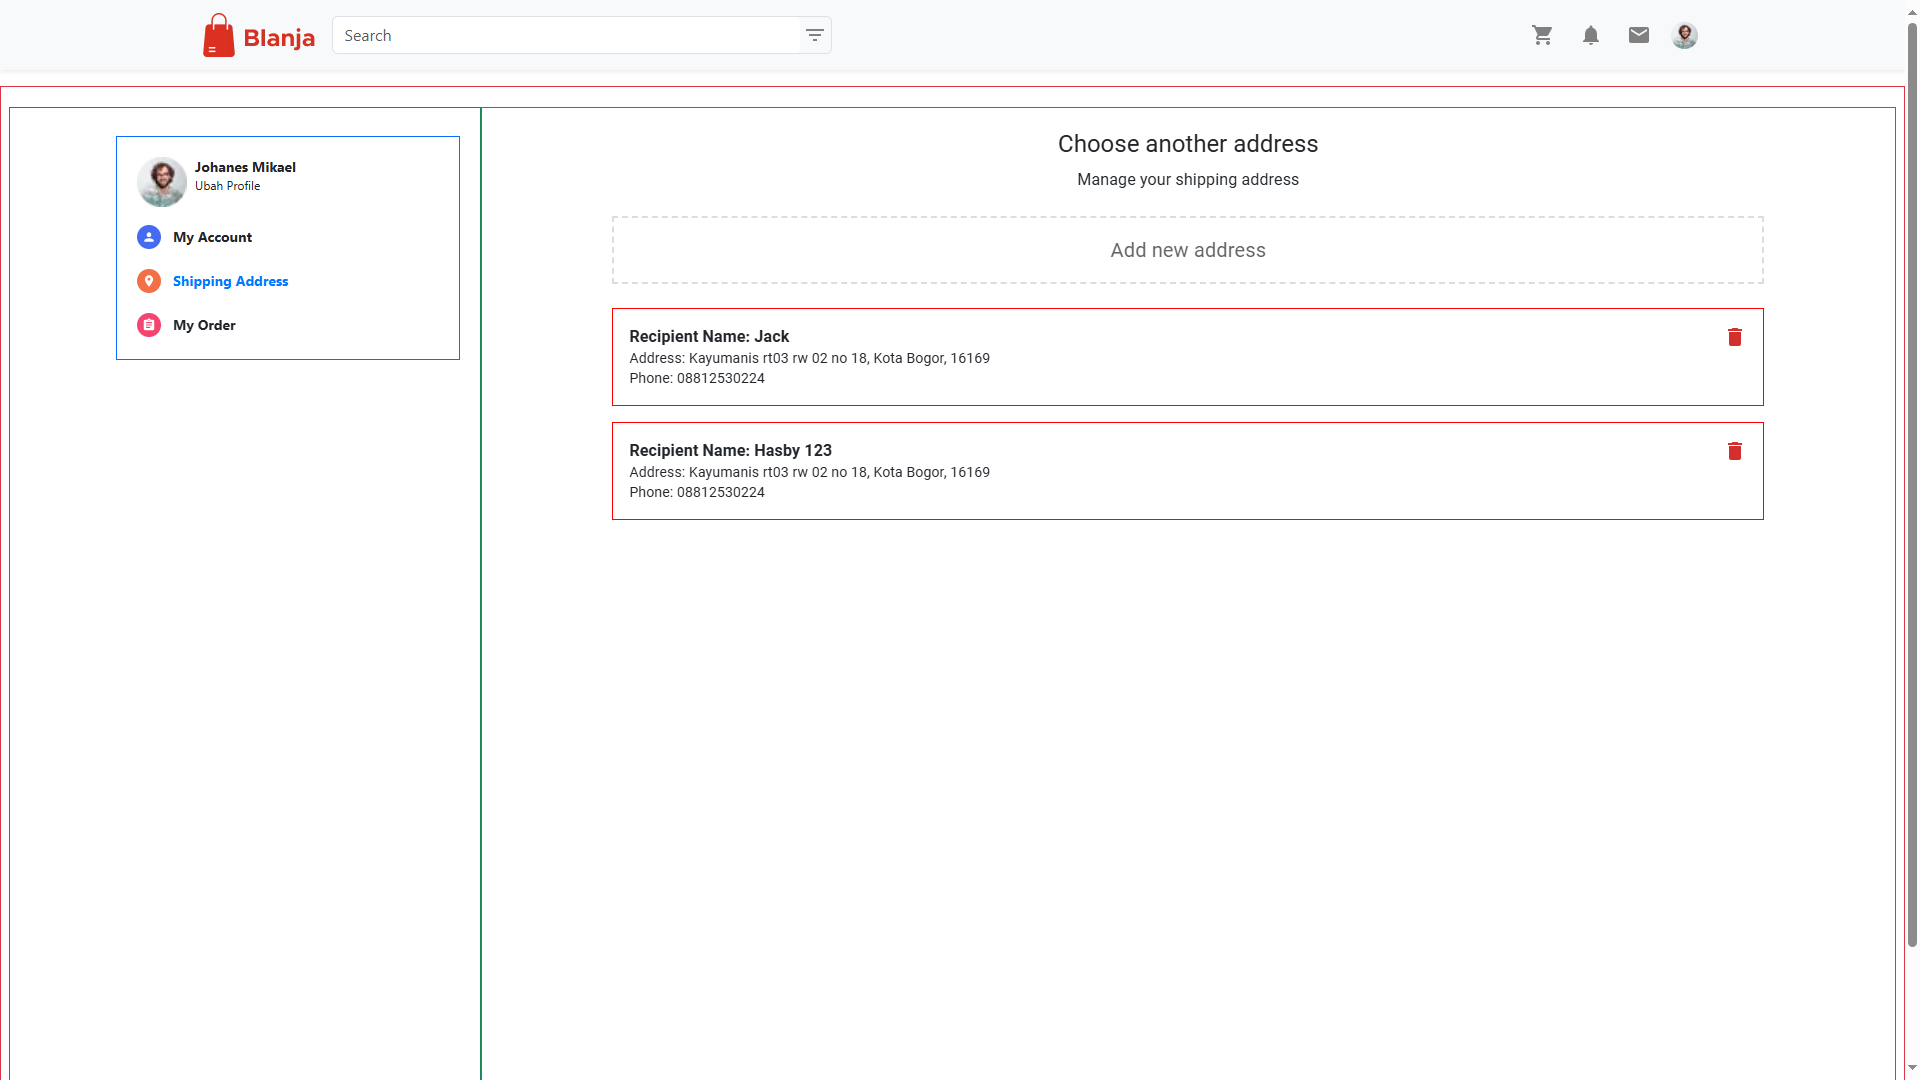 Blanja
Search
Johanes Mikael
Ubah Profile
My Account
Shipping Address
My Order
Choose another address
Manage your shipping address
Add new address
Recipient Name: Jack
Address: Kayumanis rt03 rw 02 no 18, Kota Bogor, 16169
Phone: 08812530224
Recipient Name: Hasby 123
Address: Kayumanis rt03 rw 02 no 18, Kota Bogor, 16169
Phone: 08812530224